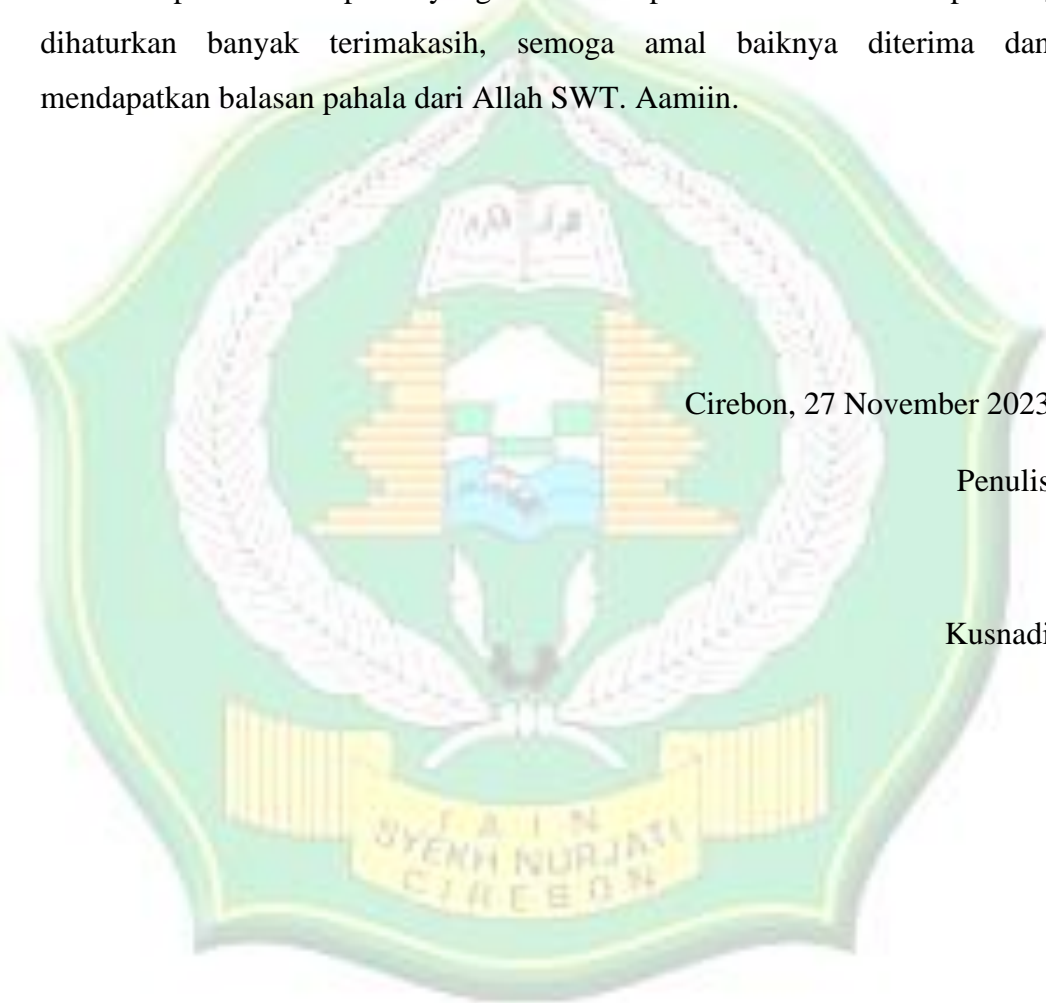 dihaturkan banyak terimakasih, semoga amal baiknya diterima dan
mendapatkan balasan pahala dari Allah SWT. Aamiin.
Cirebon, 27 November 2023
Penulis
Kusnadi
IAIN
SYEKH NURJATI
CIREBON